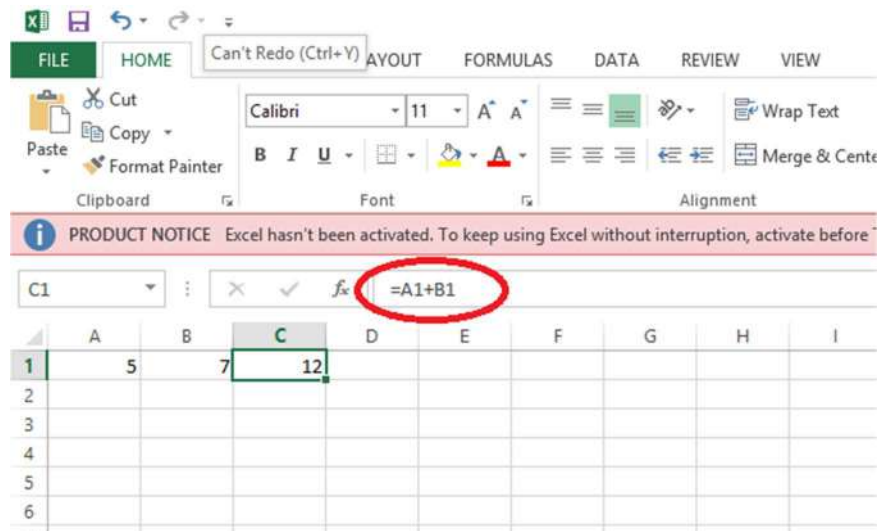 FILE HOME AYOUT FORMULAS DATA REVIEW VIEW
Can't Redo (Ctrl+Y)
Cut
Copy
Paste
Format Painter
Clipboard
Calibri 11 A A
B I U A
Font
Wrap Text
Merge & Cente
Alignment
PRODUCT NOTICE Excel hasn't been activated. To keep using Excel without interruption, activate before
C1 fx =A1+B1
A B C D E F G H I
1 5 7 12
2
3
4
5
6